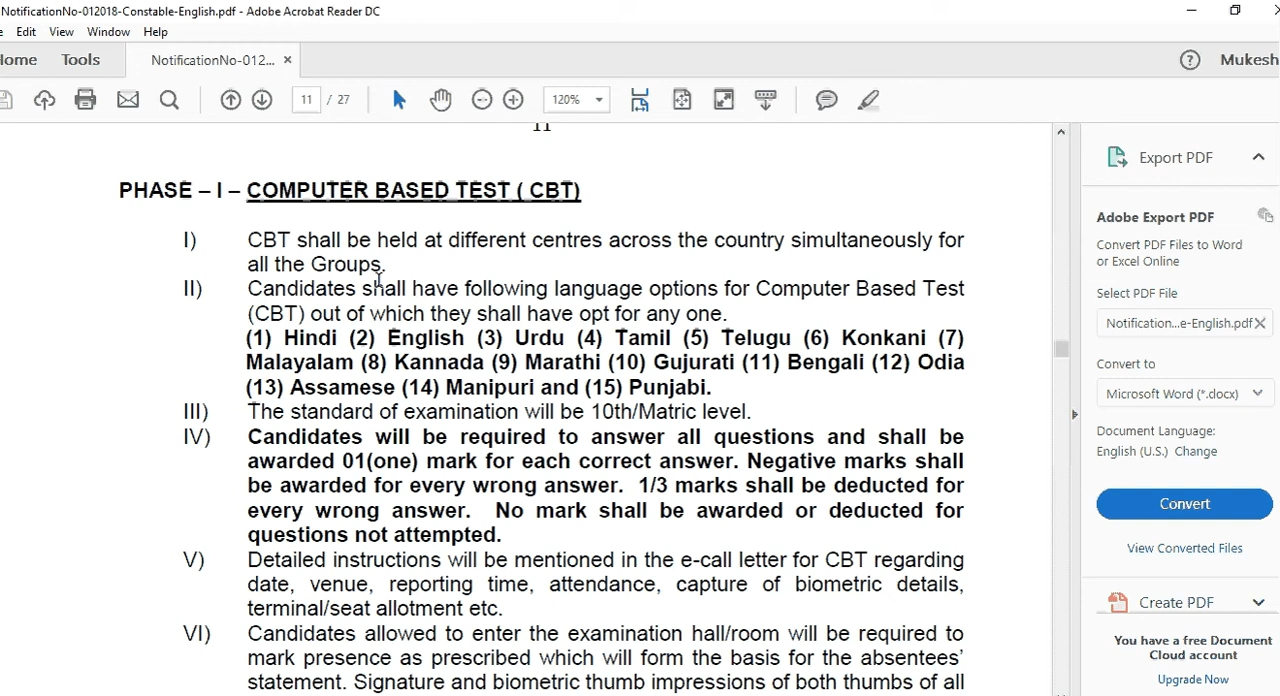 NotificationNo-012018-Constable-English.pdf - Adobe Acrobat Reader DC
Edit View Window Help
Home Tools NotificationNo-012... × ? Mukesh
11 / 27 120%
11
PHASE – I – COMPUTER BASED TEST ( CBT)
I) CBT shall be held at different centres across the country simultaneously for
all the Groups.
II) Candidates shall have following language options for Computer Based Test
(CBT) out of which they shall have opt for any one.
(1) Hindi (2) English (3) Urdu (4) Tamil (5) Telugu (6) Konkani (7)
Malayalam (8) Kannada (9) Marathi (10) Gujurati (11) Bengali (12) Odia
(13) Assamese (14) Manipuri and (15) Punjabi.
III) The standard of examination will be 10th/Matric level.
IV) Candidates will be required to answer all questions and shall be
awarded 01(one) mark for each correct answer. Negative marks shall
be awarded for every wrong answer. 1/3 marks shall be deducted for
every wrong answer. No mark shall be awarded or deducted for
questions not attempted.
V) Detailed instructions will be mentioned in the e-call letter for CBT regarding
date, venue, reporting time, attendance, capture of biometric details,
terminal/seat allotment etc.
VI) Candidates allowed to enter the examination hall/room will be required to
mark presence as prescribed which will form the basis for the absentees'
statement. Signature and biometric thumb impressions of both thumbs of all
Export PDF
Adobe Export PDF
Convert PDF Files to Word
or Excel Online
Select PDF File
Notification...e-English.pdf ×
Convert to
Microsoft Word (*.docx)
Document Language:
English (U.S.) Change
Convert
View Converted Files
Create PDF
You have a free Document
Cloud account
Upgrade Now